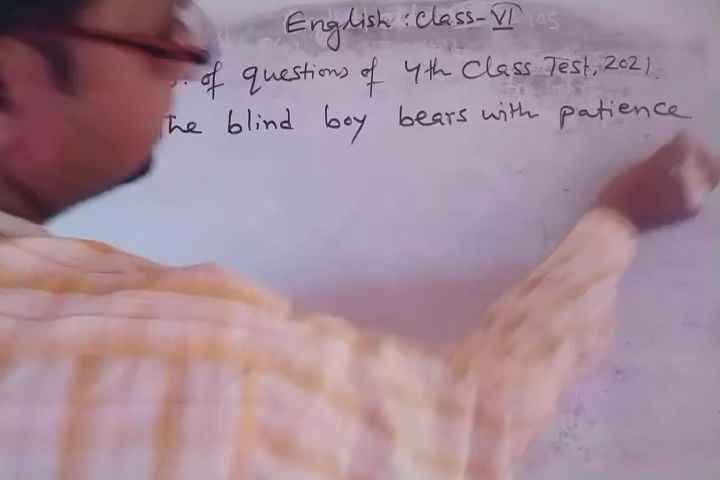 English : Class-VI
of questions of 4th Class Test, 2021.
The blind boy bears with patience